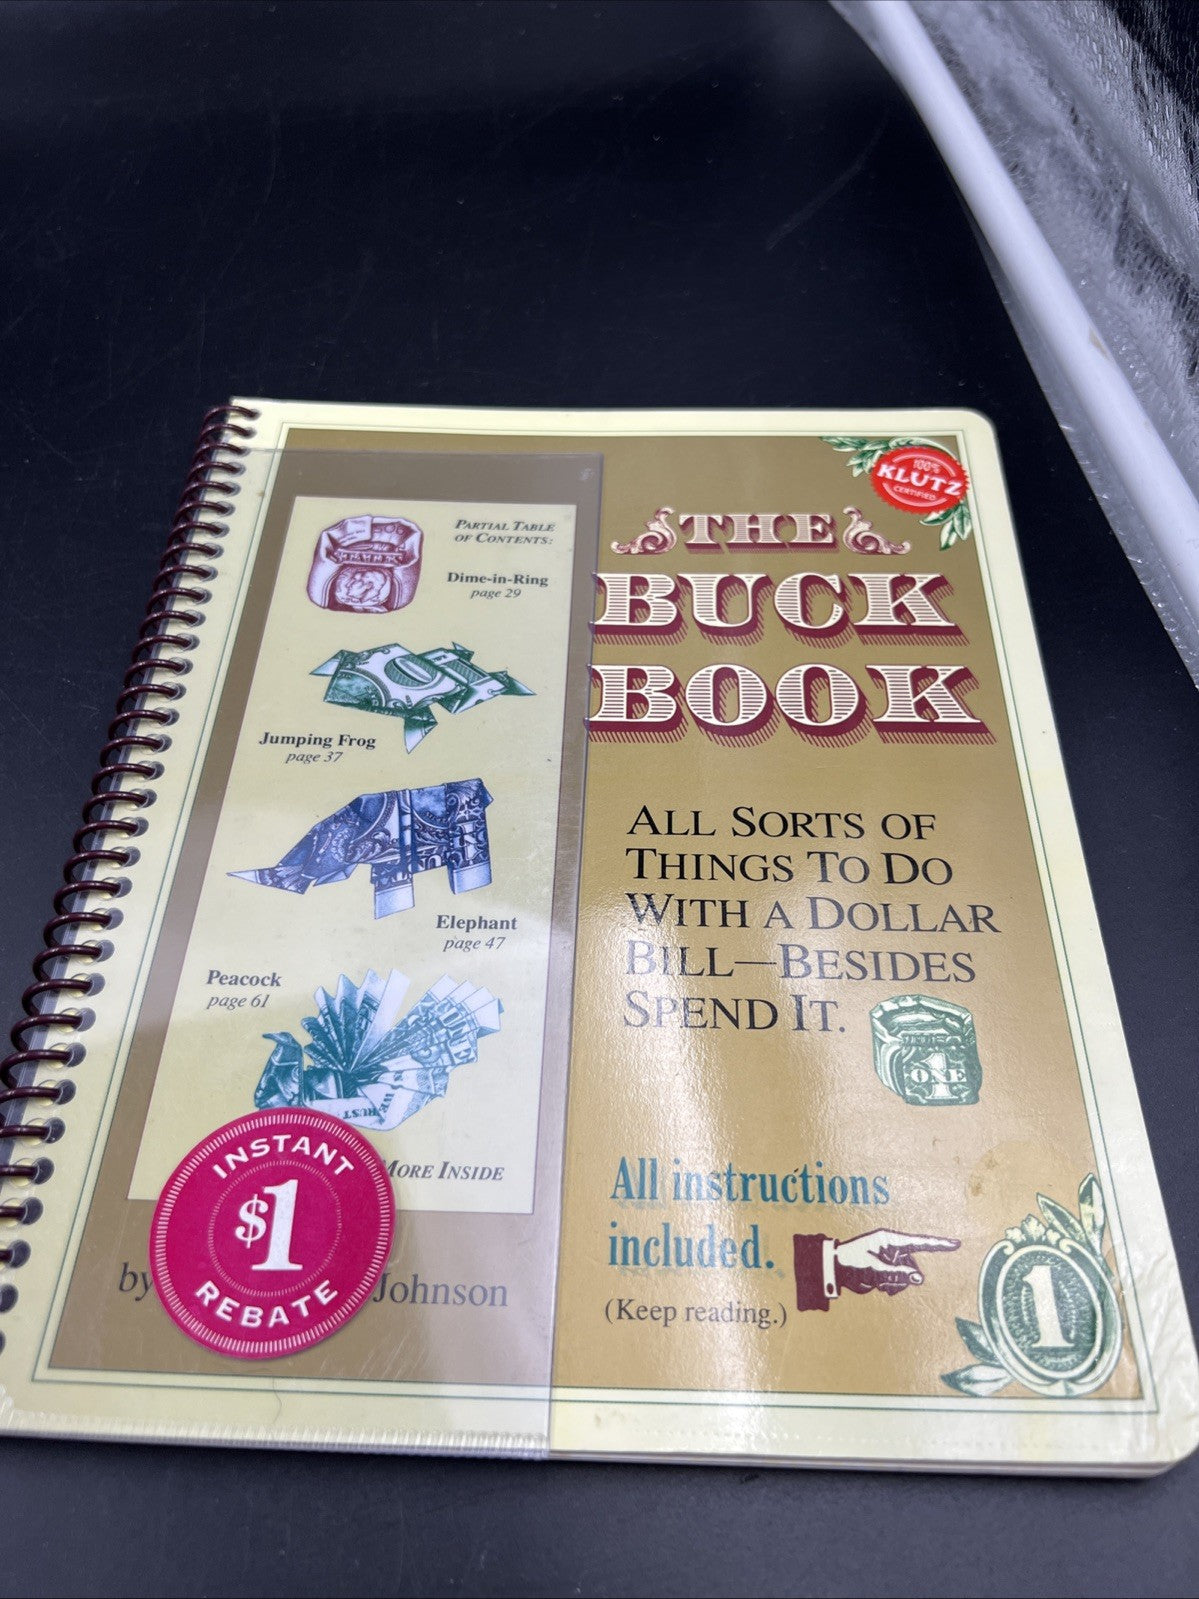 100%
KLUTZ
CERTIFIED
THE
BUCK
BOOK
ALL SORTS OF
THINGS TO DO
WITH A DOLLAR
BILL—BESIDES
SPEND IT.
ONE
1
All instructions
included.
(Keep reading.)
1
PARTIAL TABLE
OF CONTENTS:
Dime-in-Ring
page 29
Jumping Frog
page 37
Elephant
page 47
Peacock
page 61
MORE INSIDE
by
Johnson
INSTANT
$1
REBATE